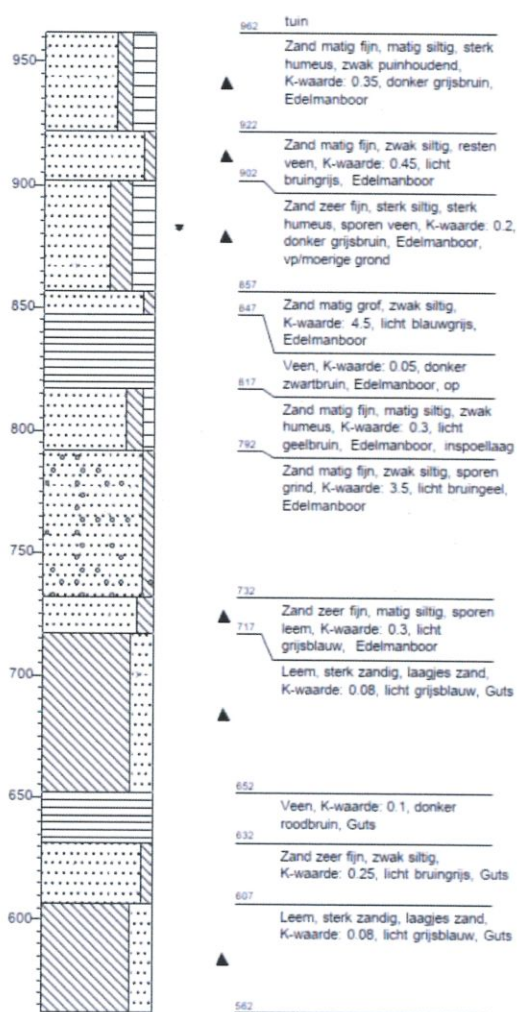 962 tuin
950
Zand matig fijn, matig siltig, sterk
humeus, zwak puinhoudend,
K-waarde: 0.35, donker grijsbruin,
Edelmanboor
922
Zand matig fijn, zwak siltig, resten
veen, K-waarde: 0.45, licht
bruingrijs, Edelmanboor
900
902
Zand zeer fijn, sterk siltig, sterk
humeus, sporen veen, K-waarde: 0.2,
donker grijsbruin, Edelmanboor,
vp/moerige grond
857
850
847
Zand matig grof, zwak siltig,
K-waarde: 4.5, licht blauwgrijs,
Edelmanboor
Veen, K-waarde: 0.05, donker
zwartbruin, Edelmanboor, op
817
800
Zand matig fijn, matig siltig, zwak
humeus, K-waarde: 0.3, licht
geelbruin, Edelmanboor, inspoellaag
792
Zand matig fijn, zwak siltig, sporen
grind, K-waarde: 3.5, licht bruingeel,
Edelmanboor
750
732
Zand zeer fijn, matig siltig, sporen
leem, K-waarde: 0.3, licht
grijsblauw, Edelmanboor
717
700
Leem, sterk zandig, laagjes zand,
K-waarde: 0.08, licht grijsblauw, Guts
652
650
Veen, K-waarde: 0.1, donker
roodbruin, Guts
632
Zand zeer fijn, zwak siltig,
K-waarde: 0.25, licht bruingrijs, Guts
607
600
Leem, sterk zandig, laagjes zand,
K-waarde: 0.08, licht grijsblauw, Guts
562